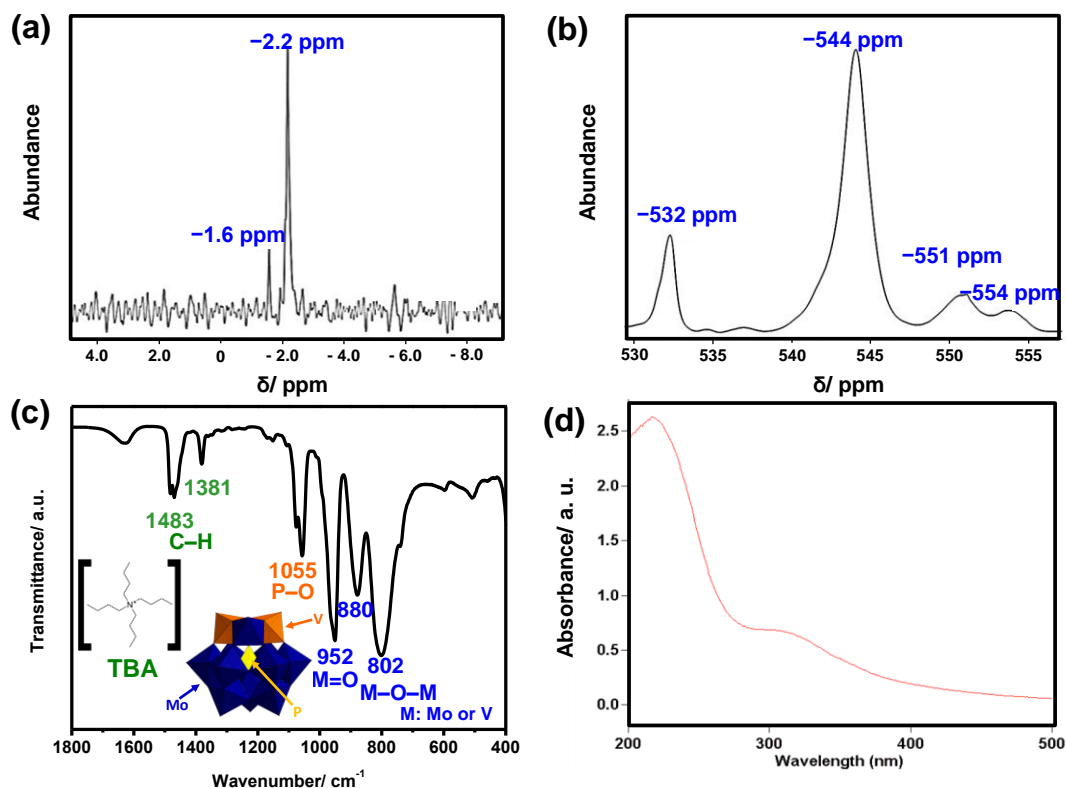 (a)
−2.2 ppm
−1.6 ppm
Abundance
4.0 2.0 0 - 2.0 - 4.0 -6.0 - 8.0
δ/ ppm
(b)
−544 ppm
−532 ppm
−551 ppm
−554 ppm
Abundance
530 535 540 545 550 555
δ/ ppm
(c)
1381
1483
C–H
1055
P–O
880
V
TBA
N+
952
802
M=O
M–O–M
Mo
P
M: Mo or V
Transmittance/ a.u.
1800 1600 1400 1200 1000 800 600 400
Wavenumber/ cm-1
(d)
2.5
2.0
1.5
1.0
0.5
0.0
Absorbance/ a. u.
200 300 400 500
Wavelength (nm)